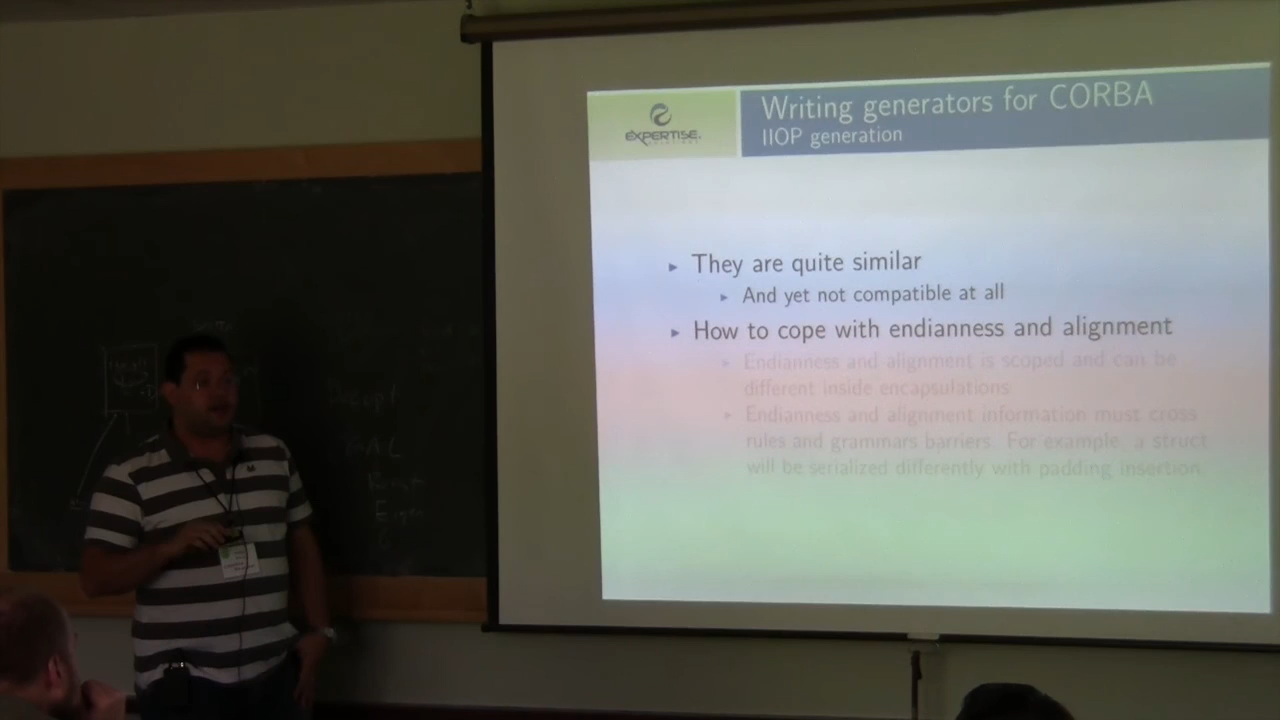 Writing generators for CORBA
IIOP generation
EXPERTISE
They are quite similar
And yet not compatible at all
How to cope with endianness and alignment
Endianness and alignment is scoped and can be
different inside encapsulations.
Endianness and alignment information must cross
rules and grammars barriers. For example, a struct
will be serialized differently with padding insertion.